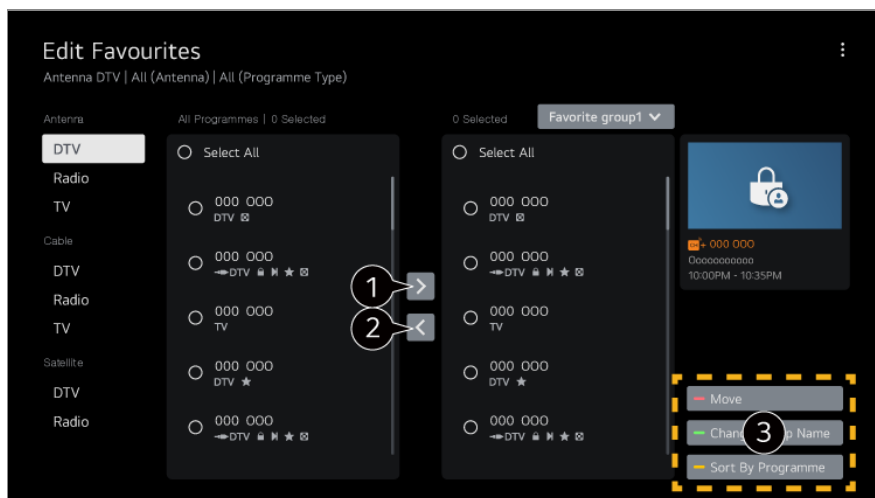 Edit Favourites
Antenna DTV | All (Antenna) | All (Programme Type)
Antenna
DTV
Radio
TV
Cable
DTV
Radio
TV
Satellite
DTV
Radio
All Programmes | 0 Selected
Select All
000 000
DTV
000 000
DTV
000 000
TV
000 000
DTV
000 000
DTV
1
2
0 Selected
Favorite group1
Select All
000 000
DTV
000 000
DTV
000 000
TV
000 000
DTV
000 000
DTV
CH+ 000 000
Oooooooooo
10:00PM - 10:35PM
Move
3
Name
Sort By Programme